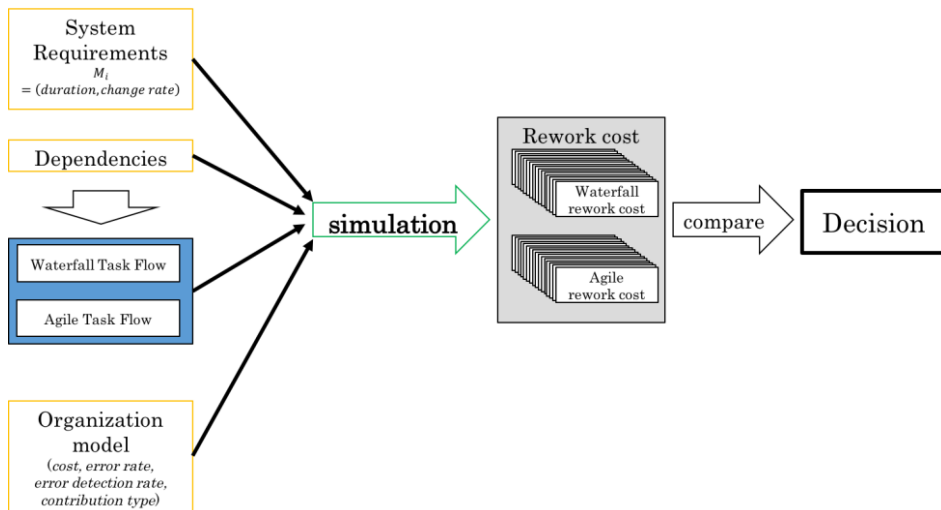 System
Requirements
M_i
= (duration, change rate)
Dependencies
Waterfall Task Flow
Agile Task Flow
Organization
model
(cost, error rate,
error detection rate,
contribution type)
simulation
Rework cost
Waterfall
rework cost
Agile
rework cost
compare
Decision